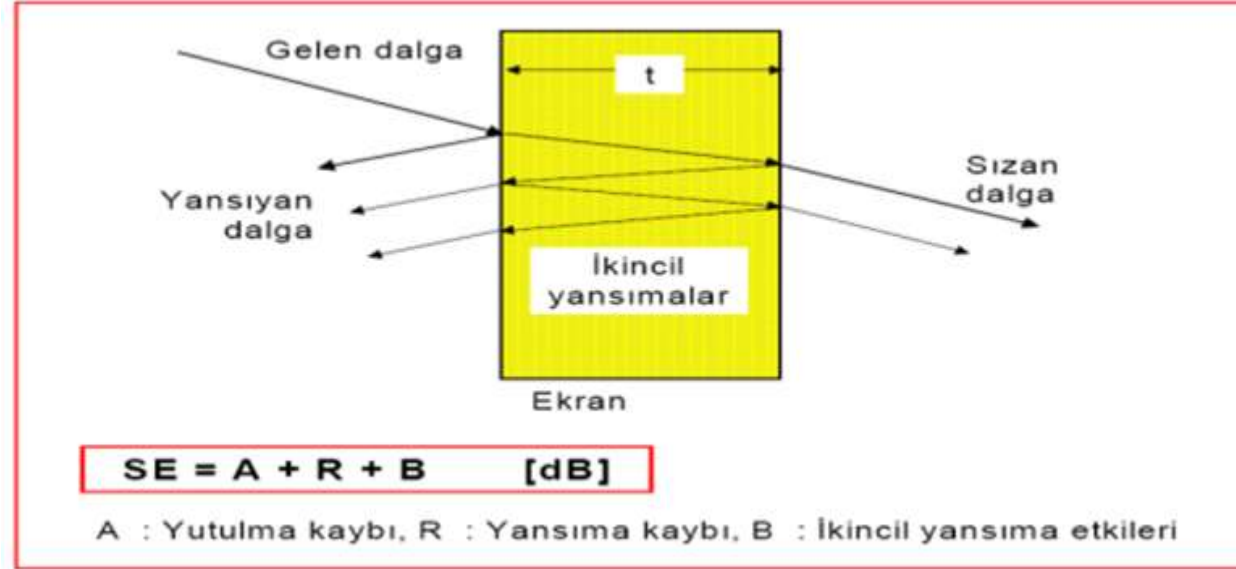 Gelen dalga
t
Yansıyan
dalga
Sızan
dalga
İkincil
yansımalar
Ekran
SE = A + R + B [dB]
A : Yutulma kaybı, R : Yansıma kaybı, B : İkincil yansıma etkileri